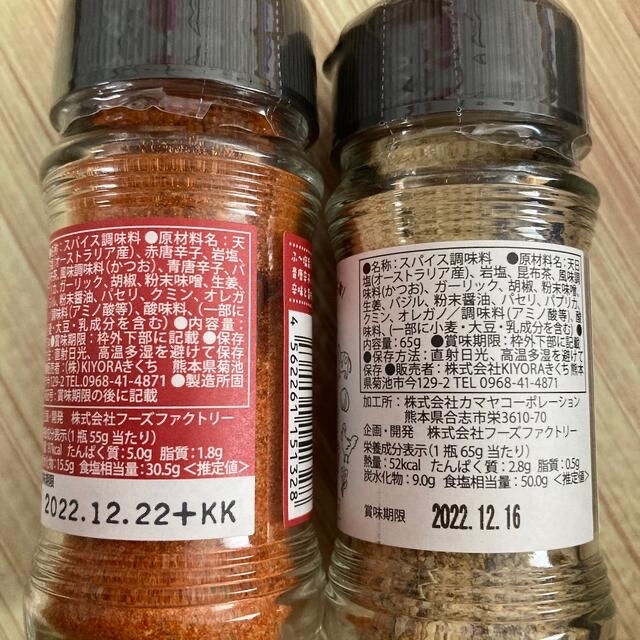 称:スパイス調味料 ●原材料名:天
塩(オーストラリア産)、赤唐辛子、岩塩、
風味調味料(かつお)、青唐辛子、バ
ガーリック、胡椒、粉末味噌、生姜、
粉末醤油、パセリ、クミン、オレガ
調味料(アミノ酸等)、酸味料、(一部に
・大豆・乳成分を含む) ●内容量:
●賞味期限:枠外下部に記載 ●保存
直射日光、高温多湿を避けて保存
(株)KIYORAきくち 熊本県菊池
129-2 TEL.0968-41-4871 ●製造所固
賞味期限の後に記載
開発 株式会社フーズファクトリー
成分表示(1瓶 55g 当たり)
kcal たんぱく質:5.0g 脂質:1.8g
15.5g 食塩相当量:30.5g <推定値>
期限
2022.12.22+KK
4 562261 451328
●名称:スパイス調味料 ●原材料名:天日
塩(オーストラリア産)、岩塩、昆布茶、風味調
味料(かつお)、ガーリック、胡椒、粉末味噌、
生姜、バジル、粉末醤油、パセリ、パプリカ、
クミン、オレガノ/調味料(アミノ酸等)、酸
味料、(一部に小麦・大豆・乳成分を含む)
●内容量:65g ●賞味期限:枠外下部に記載
●保存方法:直射日光、高温多湿を避けて
保存 ●販売者:株式会社KIYORAきくち 熊本
県菊池市今129-2 TEL.0968-41-4871
加工所:株式会社カマヤコーポレーション
熊本県合志市栄3610-70
企画・開発 株式会社フーズファクトリー
栄養成分表示(1瓶 65g 当たり)
熱量:52kcal たんぱく質:2.8g 脂質:0.5g
炭水化物:9.0g 食塩相当量:50.0g <推定値>
賞味期限 2022.12.16